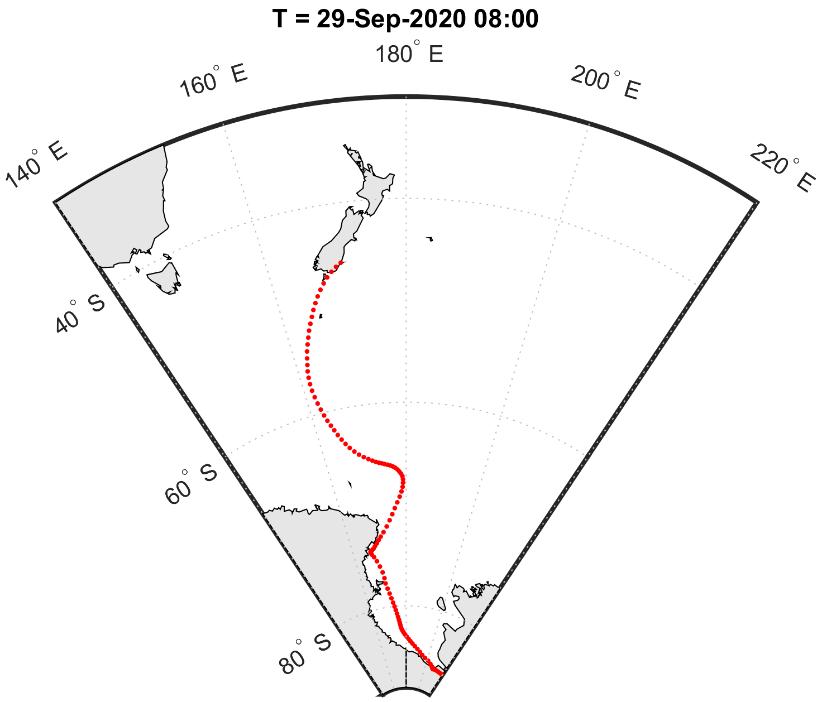 T = 29-Sep-2020 08:00
180° E
160° E
200° E
140° E
220° E
40° S
60° S
80° S